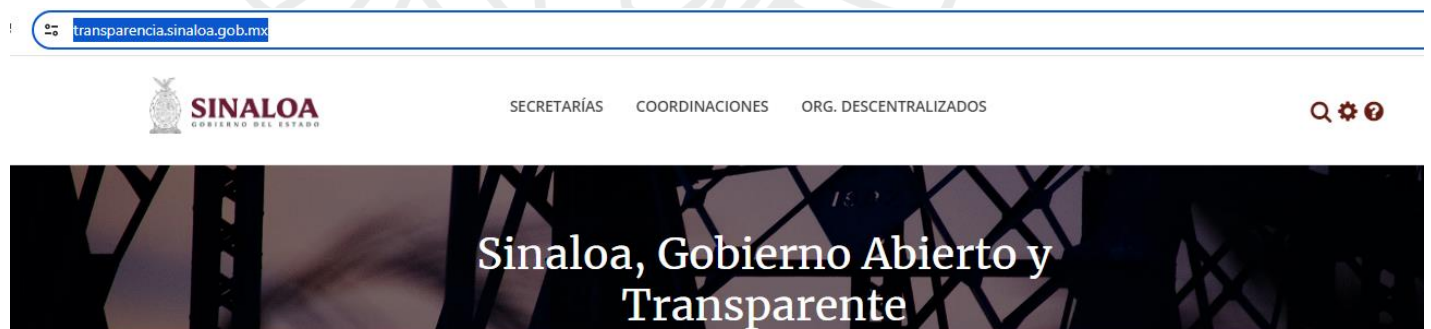 transparencia.sinaloa.gob.mx
SINALOA
GOBIERNO DEL ESTADO
SECRETARÍAS COORDINACIONES ORG. DESCENTRALIZADOS
Sinaloa, Gobierno Abierto y
Transparente